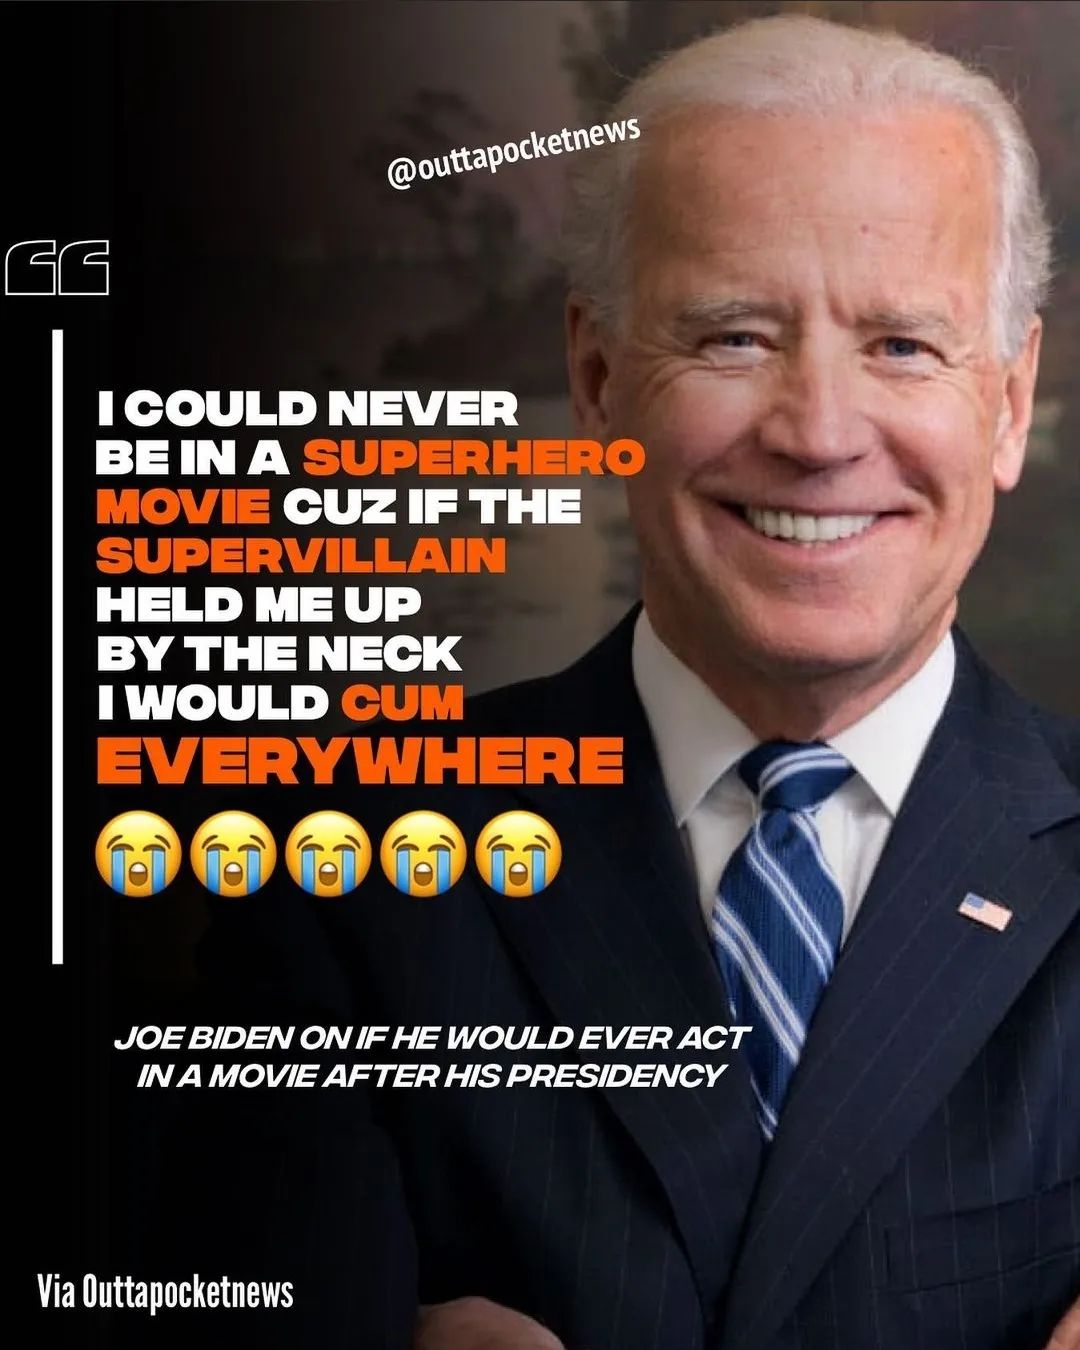 @outtapocketnews
“
I COULD NEVER
BE IN A SUPERHERO
MOVIE CUZ IF THE
SUPERVILLAIN
HELD ME UP
BY THE NECK
I WOULD CUM
EVERYWHERE
😭😭😭😭😭
JOE BIDEN ON IF HE WOULD EVER ACT
IN A MOVIE AFTER HIS PRESIDENCY
Via Outtapocketnews